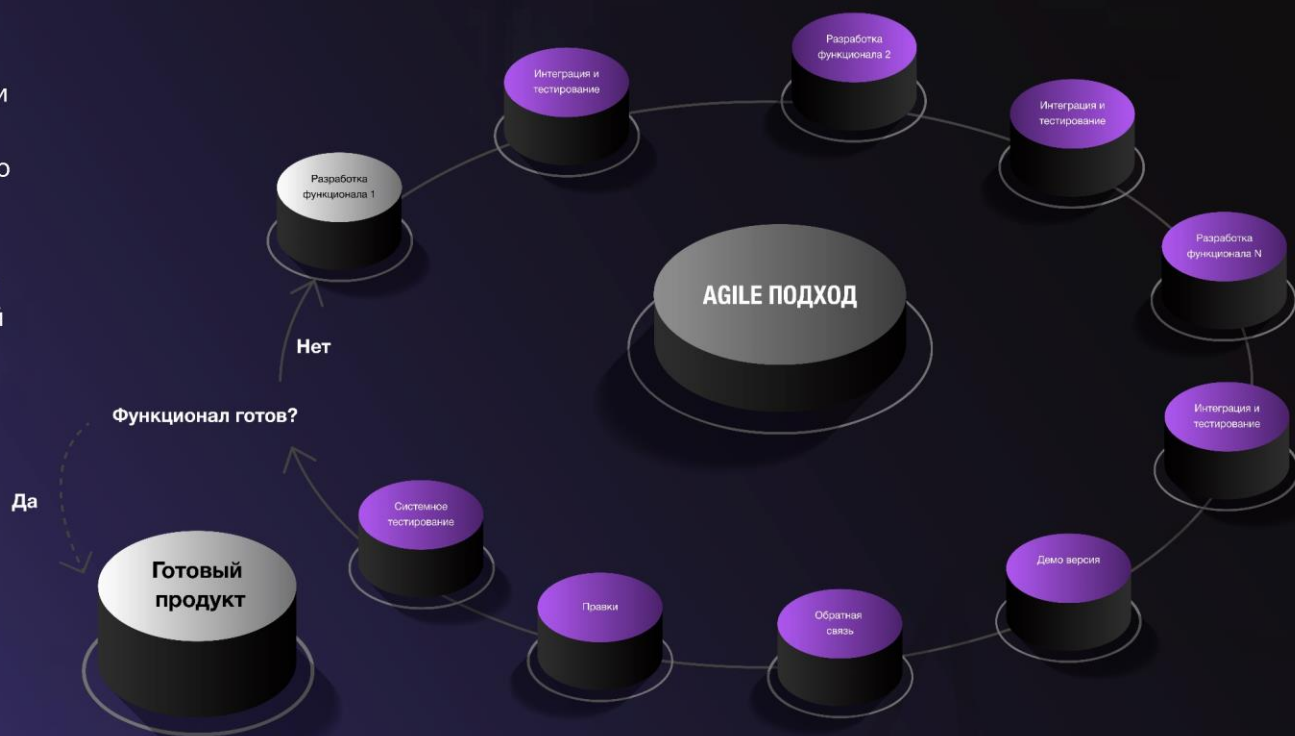 и
о
й
Разработка
функционала 1
Интеграция и
тестирование
Разработка
функционала 2
Интеграция и
тестирование
Разработка
функционала N
Интеграция и
тестирование
Демо версия
Обратная
связь
Правки
Системное
тестирование
AGILE ПОДХОД
Функционал готов?
Нет
Да
Готовый
продукт